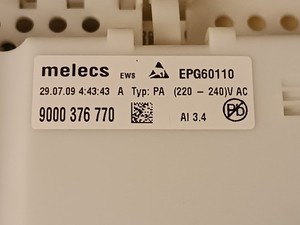 melecs EWS EPG60110
29.07.09 4:43:43 A Typ: PA (220 - 240)V AC
9000 376 770 AI 3.4 Pb